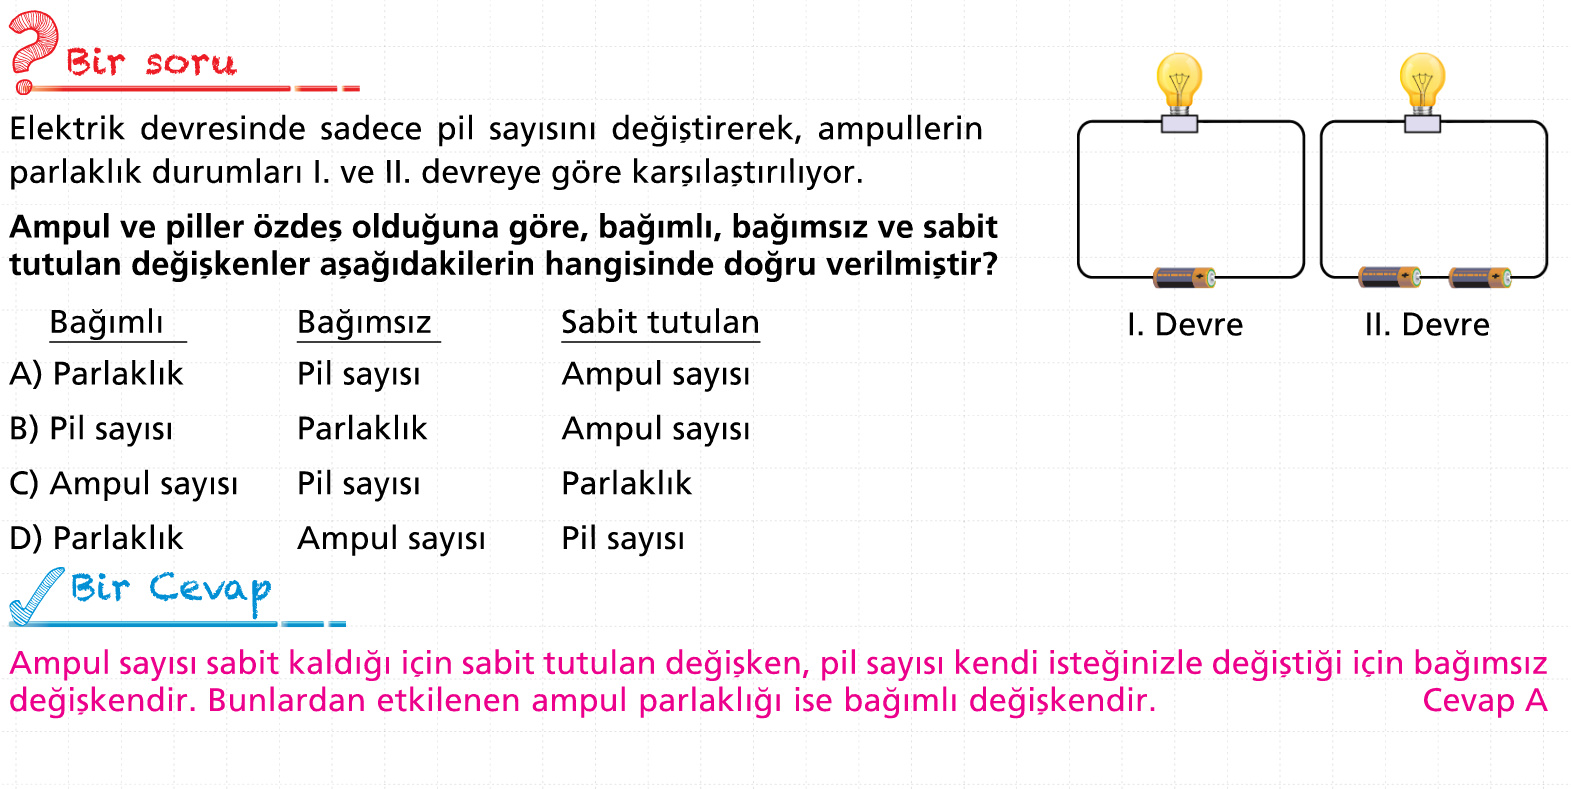 Bir soru
Elektrik devresinde sadece pil sayısını değiştirerek, ampullerin
parlaklık durumları I. ve II. devreye göre karşılaştırılıyor.
Ampul ve piller özdeş olduğuna göre, bağımlı, bağımsız ve sabit
tutulan değişkenler aşağıdakilerin hangisinde doğru verilmiştir?
I. Devre II. Devre
Bağımlı Bağımsız Sabit tutulan
A) Parlaklık Pil sayısı Ampul sayısı
B) Pil sayısı Parlaklık Ampul sayısı
C) Ampul sayısı Pil sayısı Parlaklık
D) Parlaklık Ampul sayısı Pil sayısı
Bir Cevap
Ampul sayısı sabit kaldığı için sabit tutulan değişken, pil sayısı kendi isteğinizle değiştiği için bağımsız
değişkendir. Bunlardan etkilenen ampul parlaklığı ise bağımlı değişkendir. Cevap A